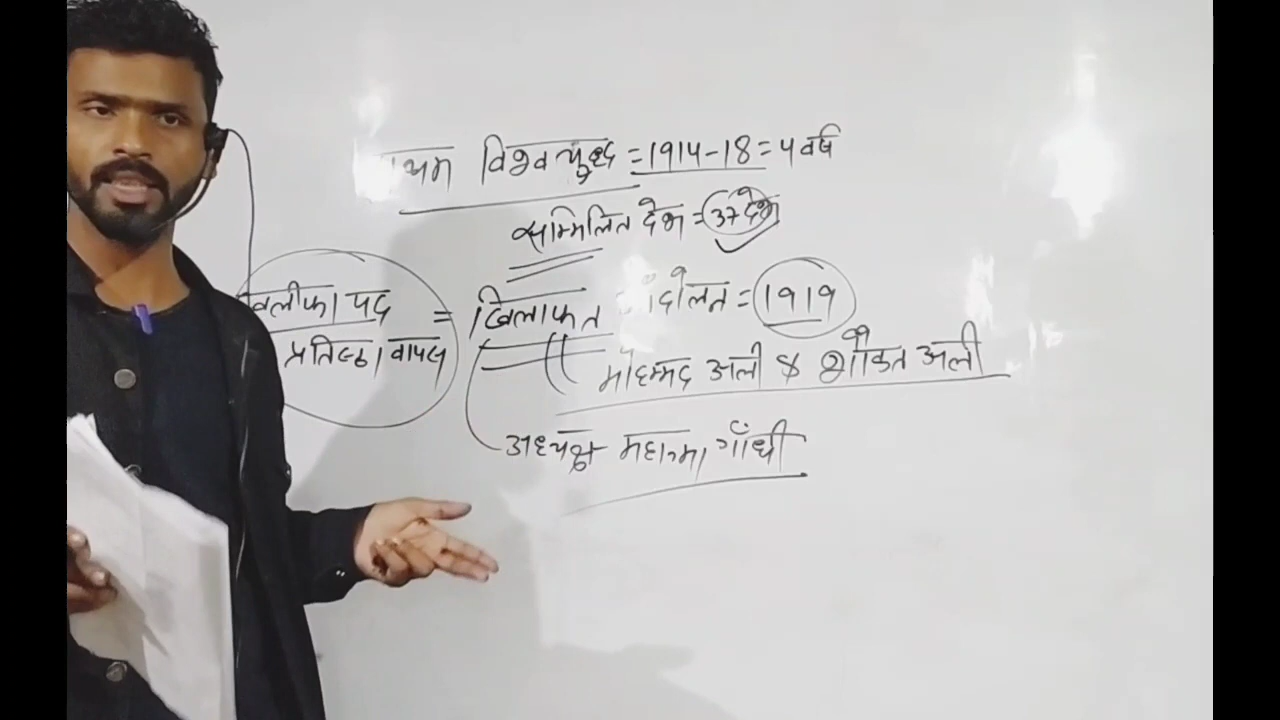 प्रथम विश्व युद्ध = 1914-18 = 4 वर्ष
सम्मिलित देश = 37 देश
खलीफा पद = खिलाफत आंदोलन = 1919
प्रतिष्ठा वापस
मोहम्मद अली & शौकत अली
अध्यक्ष महात्मा गाँधी